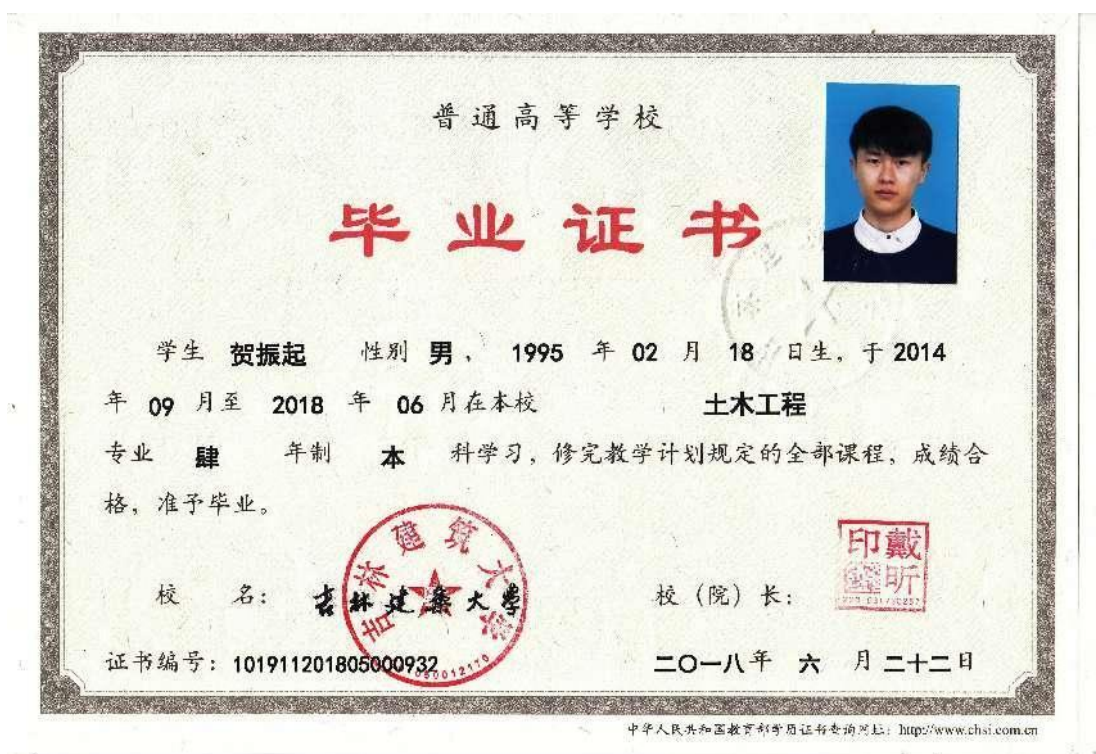 普通高等学校
毕业证书
学生 贺振起 性别 男，1995 年 02 月 18 日生，于 2014
年 09 月至 2018 年 06 月在本校 土木工程
专业 肆 年制 本 科学习，修完教学计划规定的全部课程，成绩合
格，准予毕业。
吉林建筑大学
印戴
昕
校 名：吉林建筑大学 校（院）长：
证书编号：101911201805000932 二〇一八年 六 月二十二日
中华人民共和国教育部学历证书查询网址：http://www.chsi.com.cn